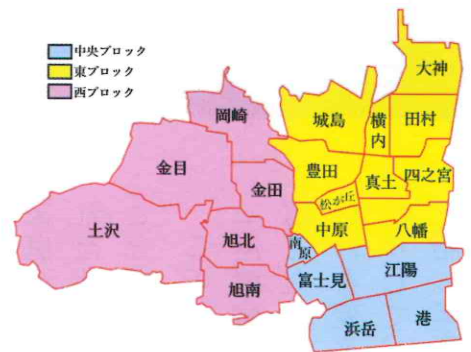 中央ブロック
東ブロック
西ブロック
大神
岡崎
城島
横内
田村
金目
豊田
真土
四之宮
金田
松が丘
土沢
旭北
中原
八幡
南原
富士見
江陽
旭南
浜岳
港